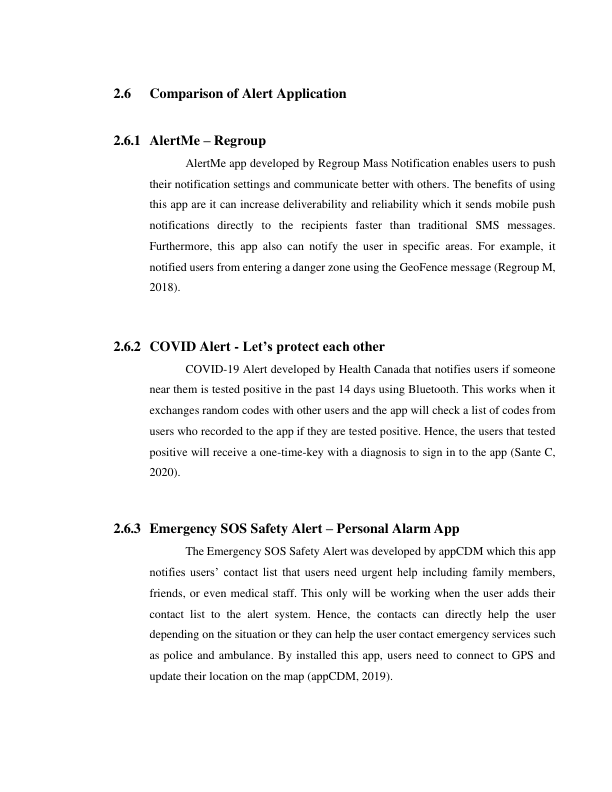 2.6 Comparison of Alert Application
2.6.1 AlertMe – Regroup
AlertMe app developed by Regroup Mass Notification enables users to push
their notification settings and communicate better with others. The benefits of using
this app are it can increase deliverability and reliability which it sends mobile push
notifications directly to the recipients faster than traditional SMS messages.
Furthermore, this app also can notify the user in specific areas. For example, it
notified users from entering a danger zone using the GeoFence message (Regroup M,
2018).
2.6.2 COVID Alert - Let’s protect each other
COVID-19 Alert developed by Health Canada that notifies users if someone
near them is tested positive in the past 14 days using Bluetooth. This works when it
exchanges random codes with other users and the app will check a list of codes from
users who recorded to the app if they are tested positive. Hence, the users that tested
positive will receive a one-time-key with a diagnosis to sign in to the app (Sante C,
2020).
2.6.3 Emergency SOS Safety Alert – Personal Alarm App
The Emergency SOS Safety Alert was developed by appCDM which this app
notifies users’ contact list that users need urgent help including family members,
friends, or even medical staff. This only will be working when the user adds their
contact list to the alert system. Hence, the contacts can directly help the user
depending on the situation or they can help the user contact emergency services such
as police and ambulance. By installed this app, users need to connect to GPS and
update their location on the map (appCDM, 2019).